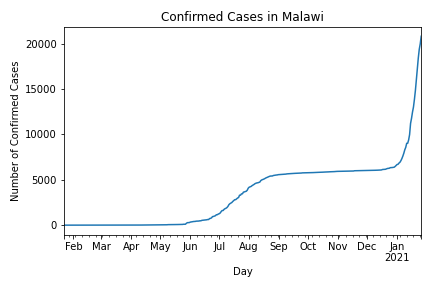 Confirmed Cases in Malawi
Number of Confirmed Cases
20000
15000
10000
5000
0
Feb Mar Apr May Jun Jul Aug Sep Oct Nov Dec Jan
2021
Day